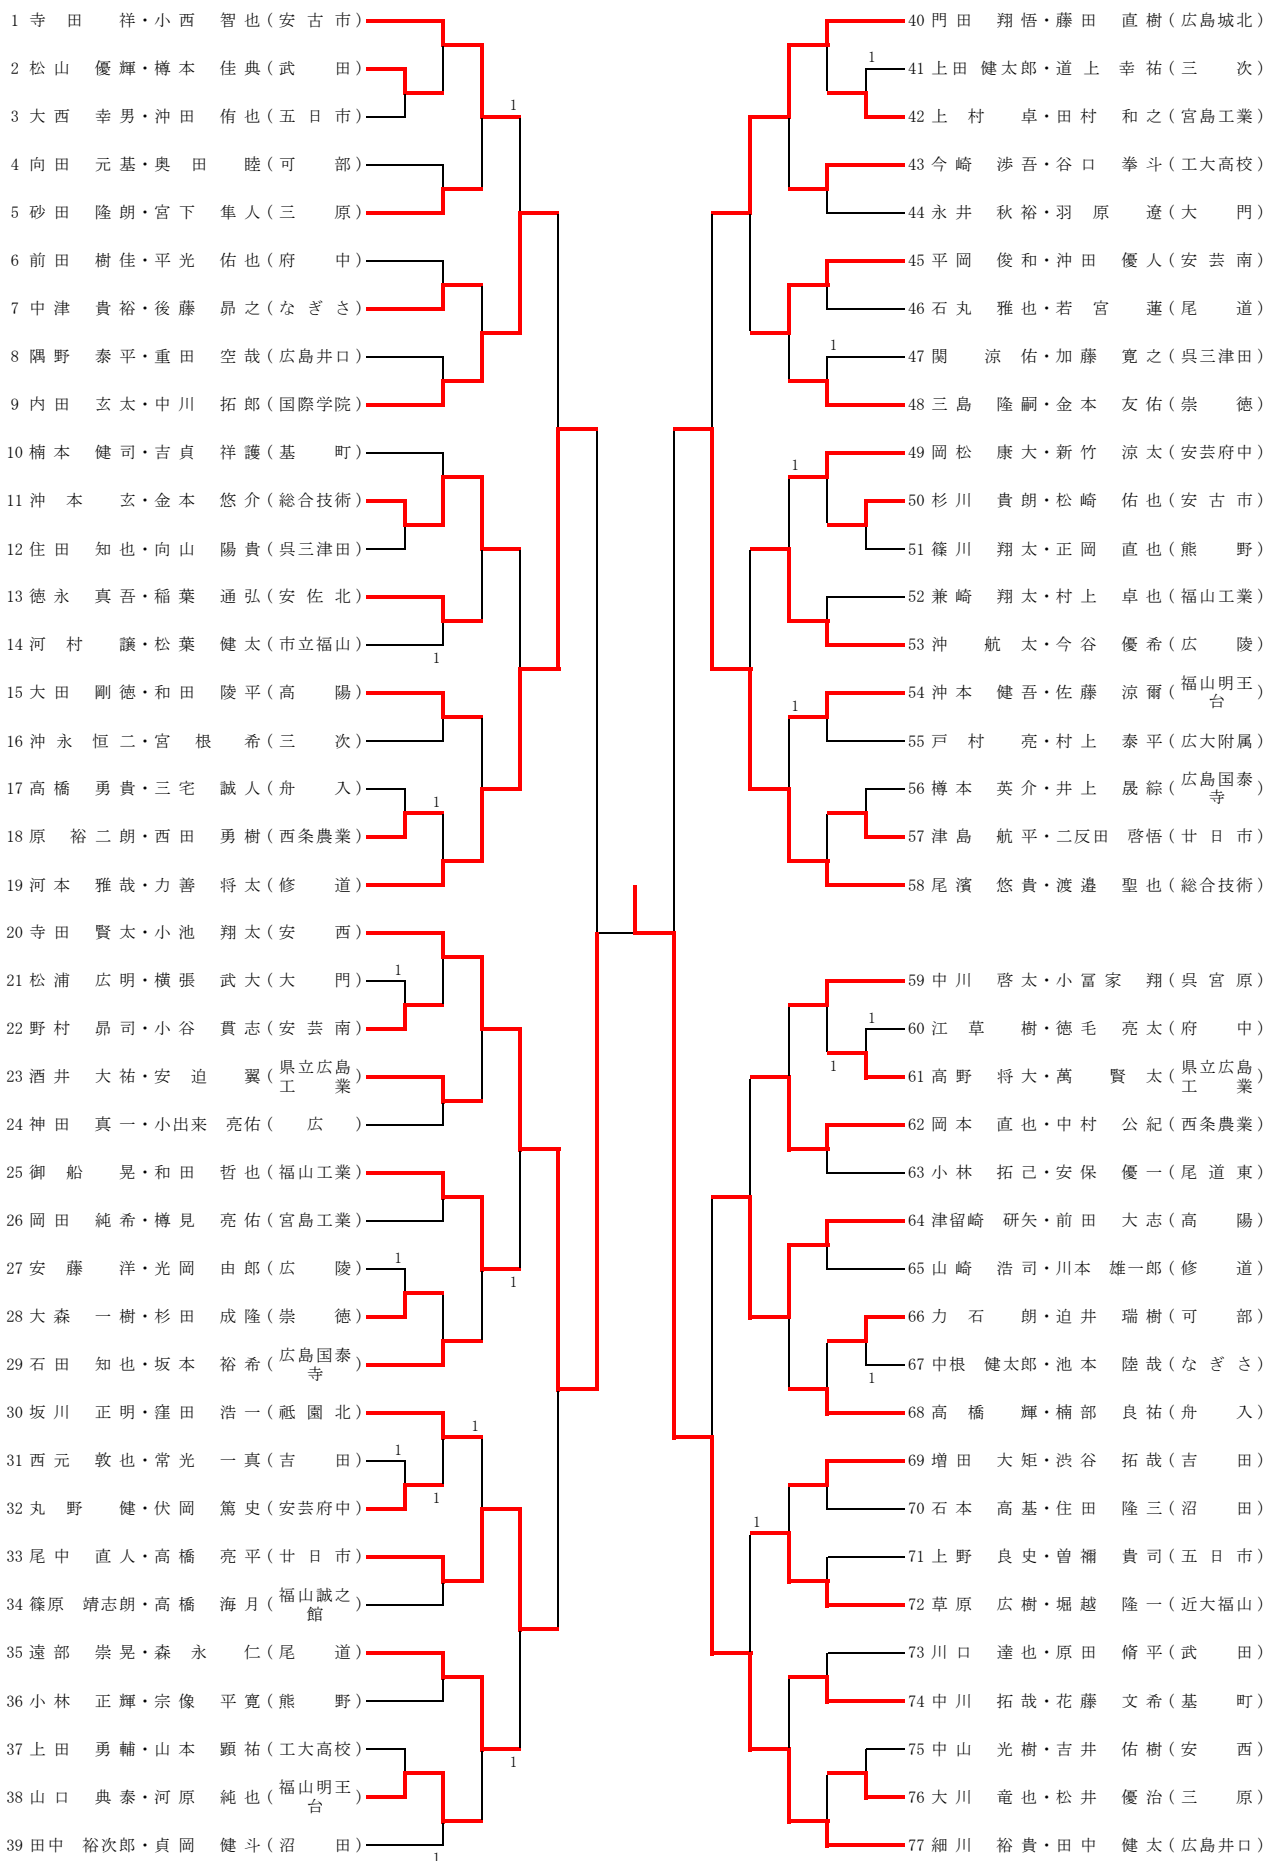 1 寺田 祥・小西 智也(安古市)
2 松山 優輝・樽本 佳典(武田)
3 大西 幸男・沖田 侑也(五日市)
1
4 向田 元基・奥田 睦(可部)
5 砂田 隆朗・宮下 隼人(三原)
6 前田 樹佳・平光 佑也(府中)
7 中津 貴裕・後藤 昴之(なぎさ)
8 隅野 泰平・重田 空哉(広島井口)
9 内田 玄太・中川 拓郎(国際学院)
10 楠本 健司・吉貞 祥護(基町)
11 沖本 玄・金本 悠介(総合技術)
12 住田 知也・向山 陽貴(呉三津田)
13 徳永 真吾・稲葉 通弘(安佐北)
14 河村 譲・松葉 健太(市立福山)
1
15 大田 剛徳・和田 陵平(高陽)
16 沖永 恒二・宮根 希(三次)
17 高橋 勇貴・三宅 誠人(舟入)
1
18 原 裕二朗・西田 勇樹(西条農業)
19 河本 雅哉・力善 将太(修道)
20 寺田 賢太・小池 翔太(安西)
1
21 松浦 広明・横張 武大(大門)
22 野村 昴司・小谷 貫志(安芸南)
23 酒井 大祐・安迫 翼(県立広島工業)
24 神田 真一・小出来 亮佑(広)
25 御船 晃・和田 哲也(福山工業)
26 岡田 純希・樽見 亮佑(宮島工業)
1
27 安藤 洋・光岡 由郎(広陵)
1
28 大森 一樹・杉田 成隆(崇徳)
29 石田 知也・坂本 裕希(広島国泰寺)
30 坂川 正明・窪田 浩一(祇園北)
1
1
31 西元 敦也・常光 一真(吉田)
1
32 丸野 健・伏岡 篤史(安芸府中)
33 尾中 直人・高橋 亮平(廿日市)
34 篠原 靖志朗・高橋 海月(福山誠之館)
35 遠部 崇晃・森永 仁(尾道)
36 小林 正輝・宗像 平寛(熊野)
37 上田 勇輔・山本 顕祐(工大高校)
1
38 山口 典泰・河原 純也(福山明王台)
39 田中 裕次郎・貞岡 健斗(沼田)
1
40 門田 翔悟・藤田 直樹(広島城北)
1
41 上田 健太郎・道上 幸祐(三次)
42 上村 卓・田村 和之(宮島工業)
43 今崎 渉吾・谷口 拳斗(工大高校)
44 永井 秋裕・羽原 遼(大門)
45 平岡 俊和・沖田 優人(安芸南)
46 石丸 雅也・若宮 蓮(尾道)
1
47 関 涼佑・加藤 寛之(呉三津田)
48 三島 隆嗣・金本 友佑(崇徳)
49 岡松 康大・新竹 涼太(安芸府中)
1
50 杉川 貴朗・松崎 佑也(安古市)
51 篠川 翔太・正岡 直也(熊野)
52 兼崎 翔太・村上 卓也(福山工業)
53 沖 航太・今谷 優希(広陵)
54 沖本 健吾・佐藤 涼爾(福山明王台)
1
55 戸村 亮・村上 泰平(広大附属)
56 樽本 英介・井上 晟綜(広島国泰寺)
57 津島 航平・二反田 啓悟(廿日市)
58 尾濱 悠貴・渡邉 聖也(総合技術)
59 中川 啓太・小冨家 翔(呉宮原)
1
60 江草 樹・徳毛 亮太(府中)
1
61 高野 将大・萬 賢太(県立広島工業)
62 岡本 直也・中村 公紀(西条農業)
63 小林 拓己・安保 優一(尾道東)
64 津留崎 研矢・前田 大志(高陽)
65 山崎 浩司・川本 雄一郎(修道)
66 力石 朗・迫井 瑞樹(可部)
67 中根 健太郎・池本 陸哉(なぎさ)
1
68 高橋 輝・楠部 良祐(舟入)
69 増田 大矩・渋谷 拓哉(吉田)
70 石本 高基・住田 隆三(沼田)
1
71 上野 良史・曽禰 貴司(五日市)
72 草原 広樹・堀越 隆一(近大福山)
73 川口 達也・原田 脩平(武田)
74 中川 拓哉・花藤 文希(基町)
75 中山 光樹・吉井 佑樹(安西)
76 大川 竜也・松井 優治(三原)
77 細川 裕貴・田中 健太(広島井口)